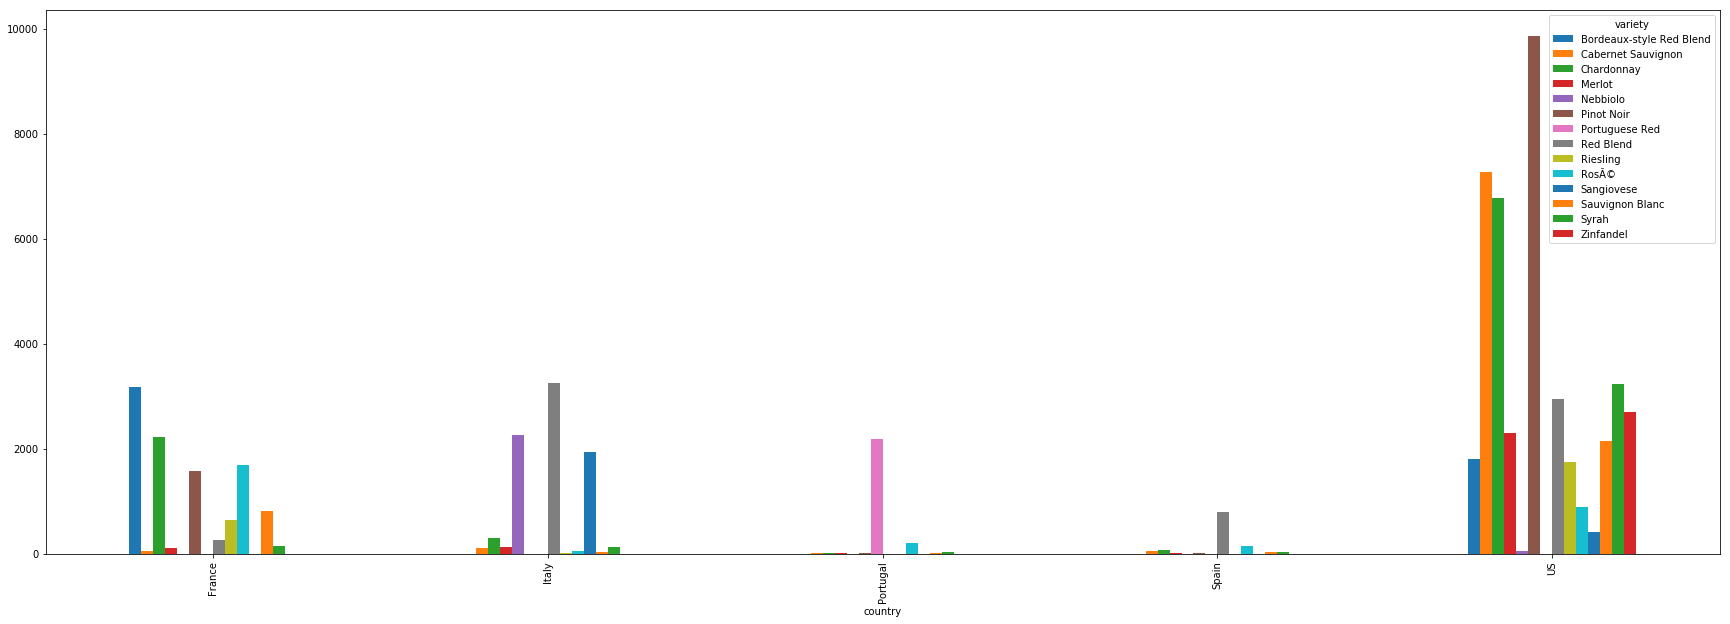 10000
8000
6000
4000
2000
0
France
Italy
Portugal
Spain
US
country
variety
Bordeaux-style Red Blend
Cabernet Sauvignon
Chardonnay
Merlot
Nebbiolo
Pinot Noir
Portuguese Red
Red Blend
Riesling
RosÃ©
Sangiovese
Sauvignon Blanc
Syrah
Zinfandel